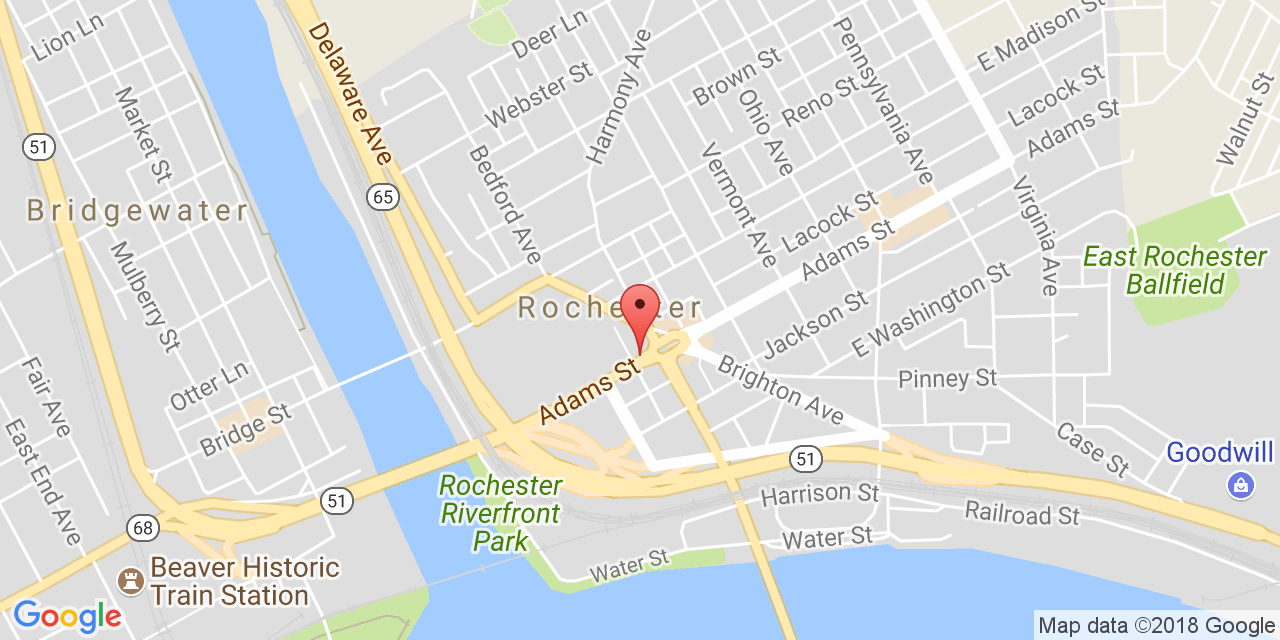 Lion Ln
Delaware Ave
Deer Ln
Harmony Ave
Brown St
Pennsylvania Ave
E Madison St
Webster St
Reno St
Ohio Ave
Lacock St
Adams St
Walnut St
Market St
51
65
Bedford Ave
Vermont Ave
Bridgewater
Lacock St
Adams St
Virginia Ave
Mulberry St
East Rochester
Ballfield
Rochester
Jackson St
E Washington St
Fair Ave
Otter Ln
Bridge St
Adams St
Brighton Ave
Pinney St
East End Ave
Case St
Goodwill
51
51
68
Rochester
Riverfront
Park
Harrison St
Railroad St
Water St
Water St
Beaver Historic
Train Station
Google
Map data ©2018 Google